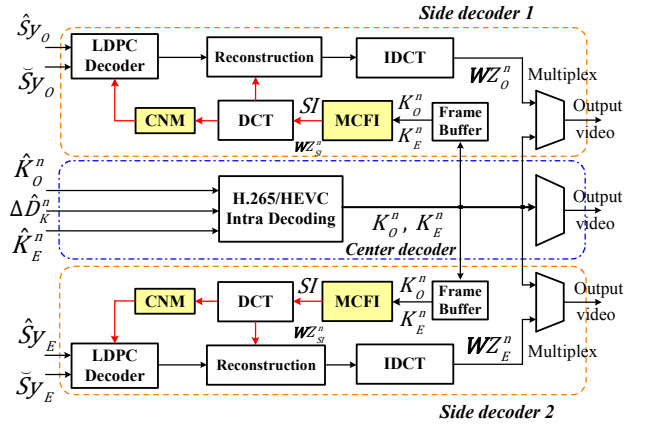 Side decoder 1
Ŝy_O
S̆y_O
LDPC Decoder
Reconstruction
IDCT
WZ_O^n
Multiplex
Output video
CNM
DCT
SI
WZ_SI^n
MCFI
K_O^n
K_E^n
Frame Buffer
K̂_O^n
ΔD̂_K^n
K̂_E^n
H.265/HEVC Intra Decoding
K_O^n, K_E^n
Center decoder
Output video
CNM
DCT
SI
WZ_SI^n
MCFI
K_O^n
K_E^n
Frame Buffer
Output video
Ŝy_E
S̆y_E
LDPC Decoder
Reconstruction
IDCT
WZ_E^n
Multiplex
Side decoder 2